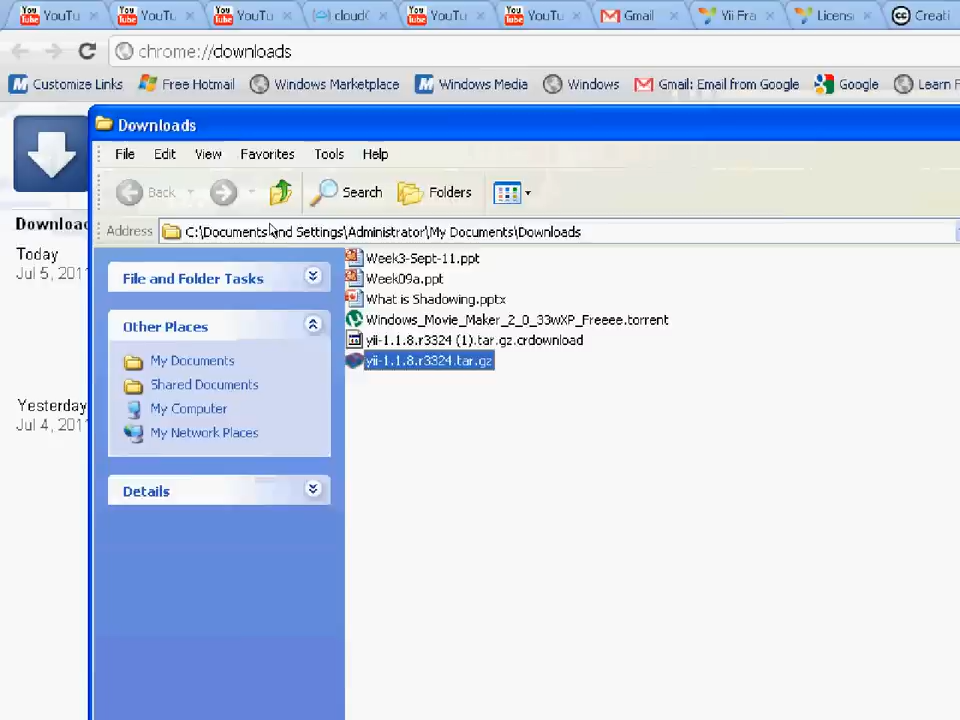 YouTu YouTu YouTu cloud YouTu YouTu Gmail Yii Fra Licensi Creati
chrome://downloads
Customize Links Free Hotmail Windows Marketplace Windows Media Windows Gmail: Email from Google Google Learn F
Downloads
File Edit View Favorites Tools Help
Back Search Folders
Address C:\Documents and Settings\Administrator\My Documents\Downloads
Downloa
Today
Jul 5, 201
Yesterday
Jul 4, 2011
File and Folder Tasks
Other Places
My Documents
Shared Documents
My Computer
My Network Places
Details
Week3-Sept-11.ppt
Week09a.ppt
What is Shadowing.pptx
Windows_Movie_Maker_2_0_33wXP_Freeee.torrent
yii-1.1.8.r3324 (1).tar.gz.crdownload
yii-1.1.8.r3324.tar.gz